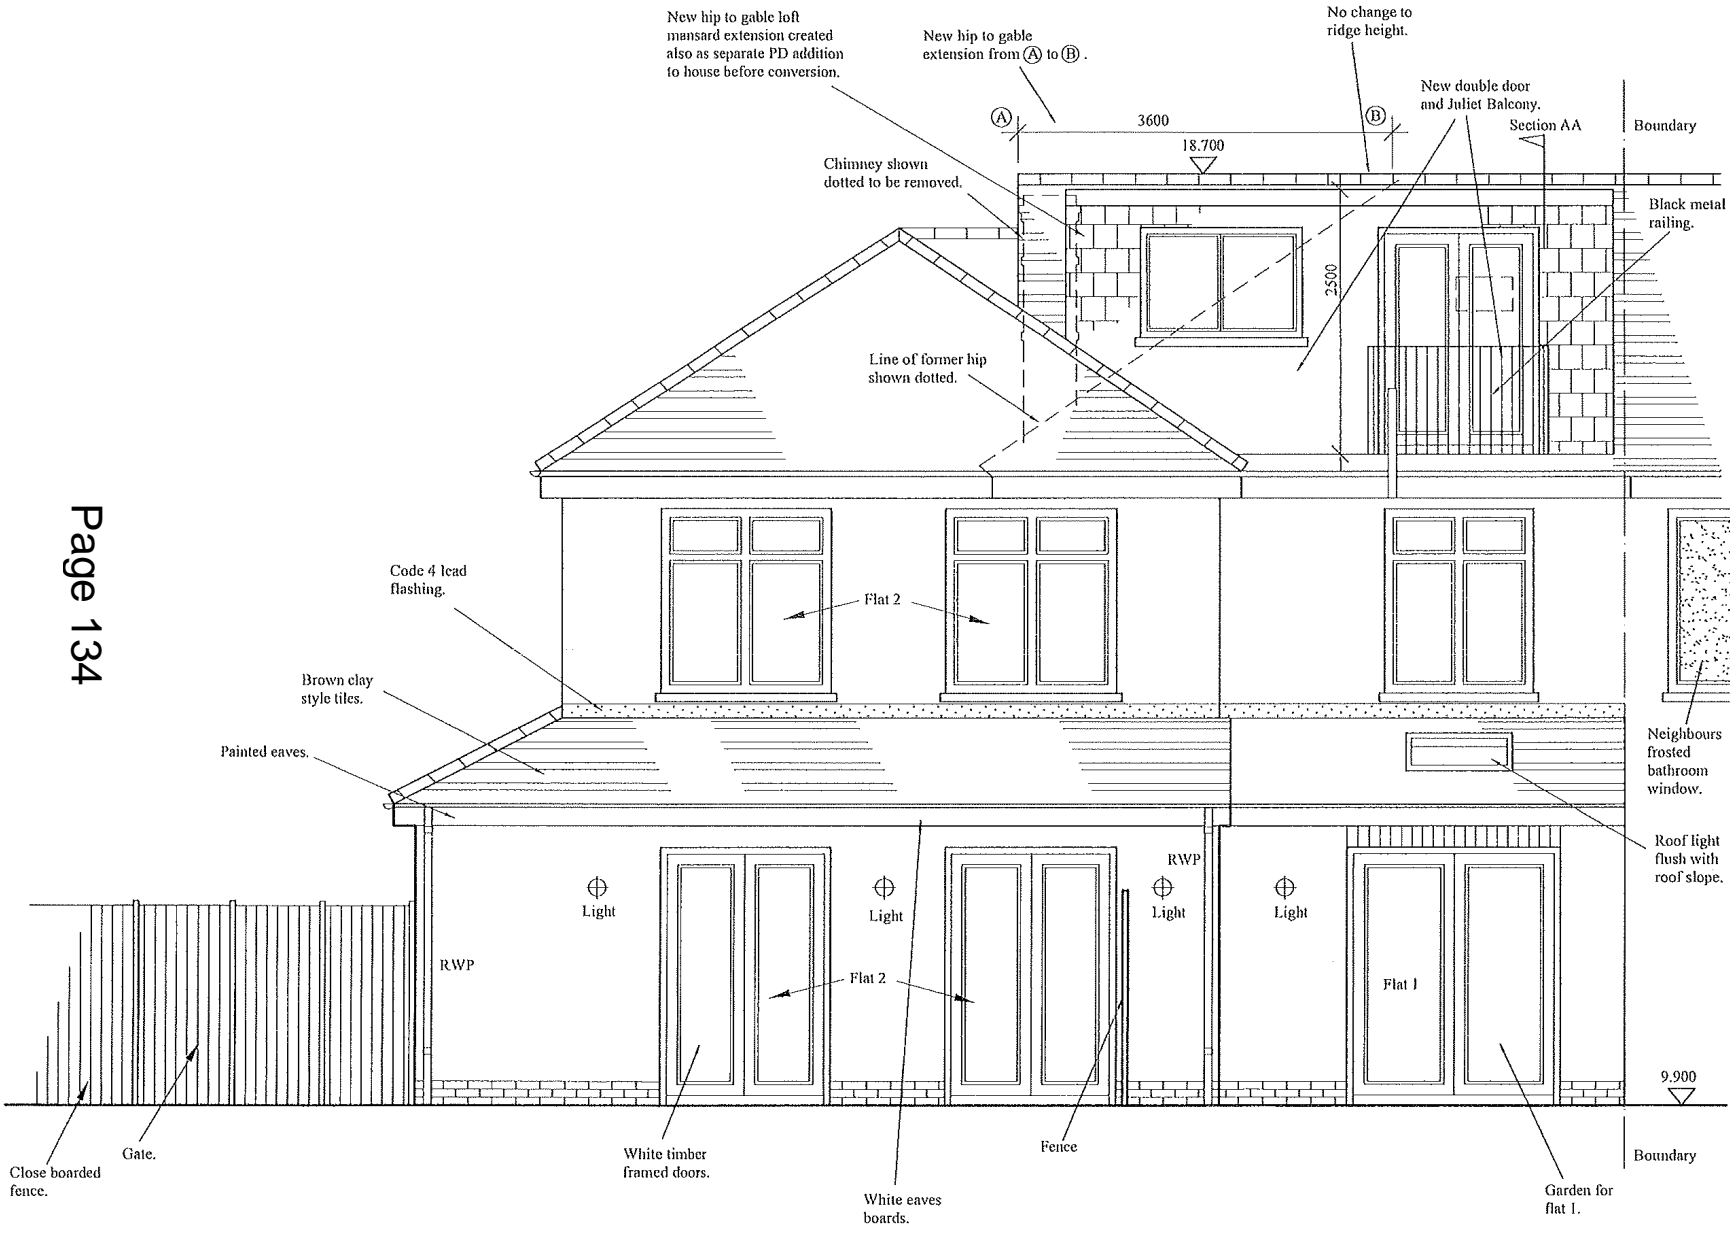 New hip to gable loft
mansard extension created
also as separate PD addition
to house before conversion.
New hip to gable
extension from Ⓐ to Ⓑ .
No change to
ridge height.
New double door
and Juliet Balcony.
Ⓐ
3600
Ⓑ
Section AA
Boundary
18.700
Chimney shown
dotted to be removed.
Black metal
railing.
2500
Line of former hip
shown dotted.
Page 134
Code 4 lead
flashing.
Flat 2
Brown clay
style tiles.
Painted eaves.
Neighbours
frosted
bathroom
window.
Roof light
flush with
roof slope.
RWP
Light
Light
Light
Light
RWP
Flat 2
Flat 1
9.900
Close boarded
fence.
Gate.
White timber
framed doors.
White eaves
boards.
Fence
Boundary
Garden for
flat 1.